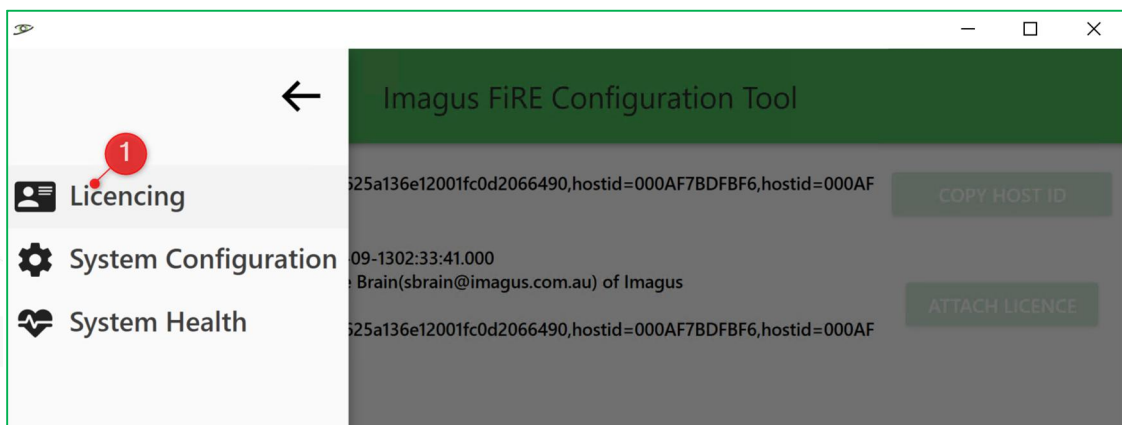 Imagus FiRE Configuration Tool
1
Licencing
System Configuration
System Health
525a136e12001fc0d2066490,hostid=000AF7BDFBF6,hostid=000AF
COPY HOST ID
-09-1302:33:41.000
Brain(sbrain@imagus.com.au) of Imagus
ATTACH LICENCE
525a136e12001fc0d2066490,hostid=000AF7BDFBF6,hostid=000AF